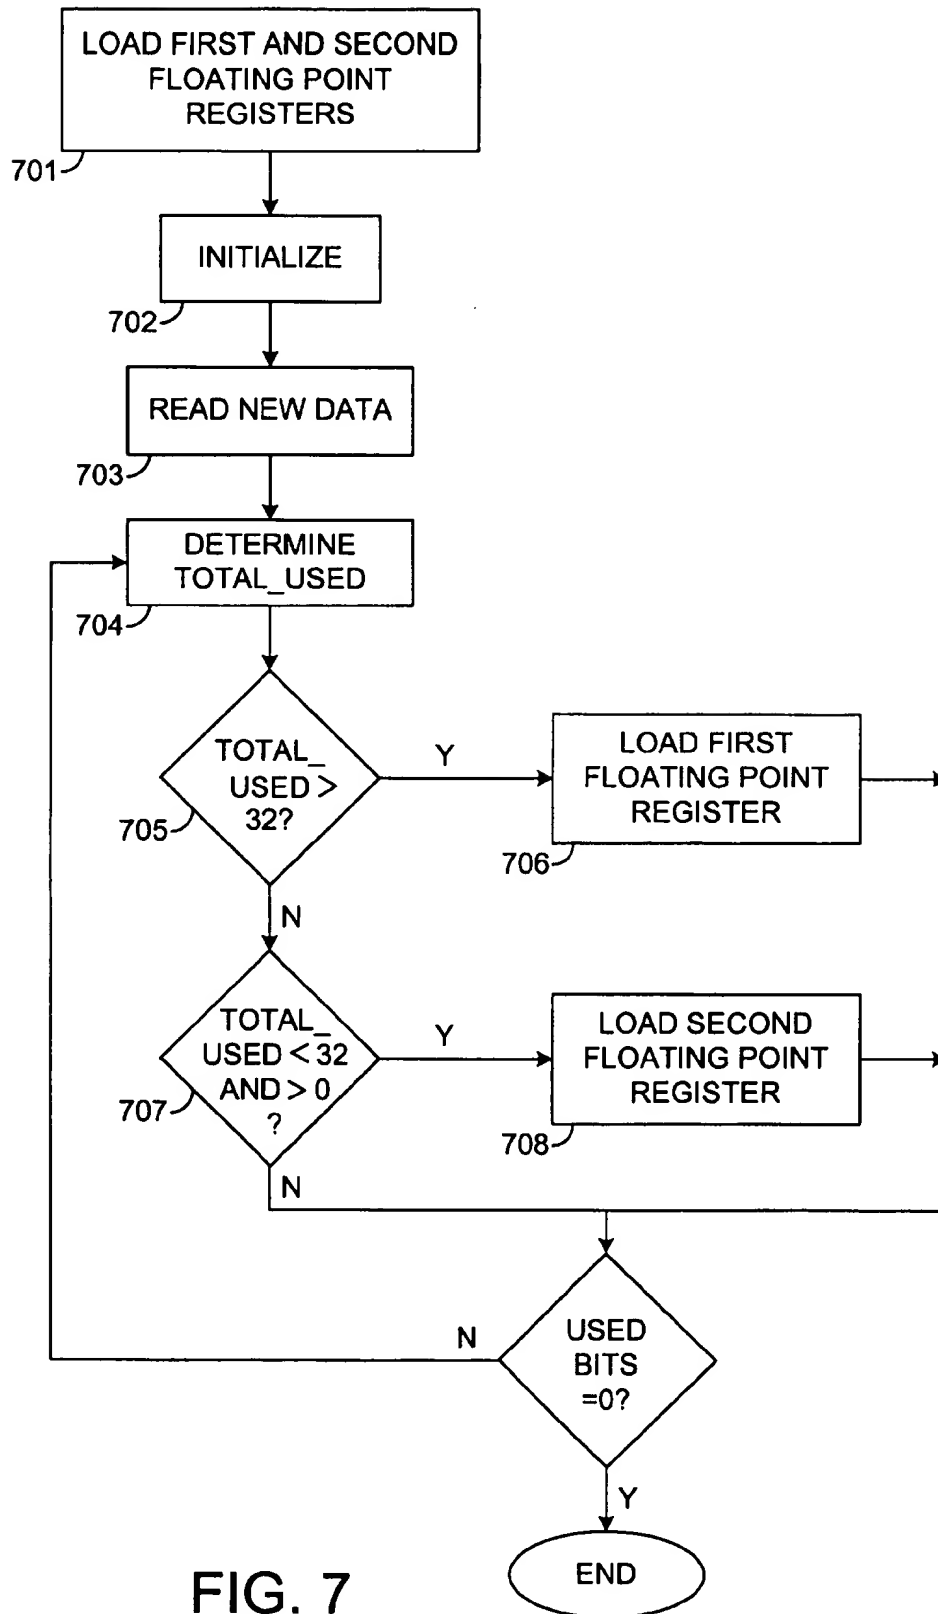 LOAD FIRST AND SECOND
FLOATING POINT
REGISTERS
701
INITIALIZE
702
READ NEW DATA
703
DETERMINE
TOTAL_USED
704
TOTAL_
USED >
32?
705
Y
LOAD FIRST
FLOATING POINT
REGISTER
706
N
TOTAL_
USED < 32
AND > 0
?
707
Y
LOAD SECOND
FLOATING POINT
REGISTER
708
N
USED
BITS
=0?
N
Y
END
FIG. 7